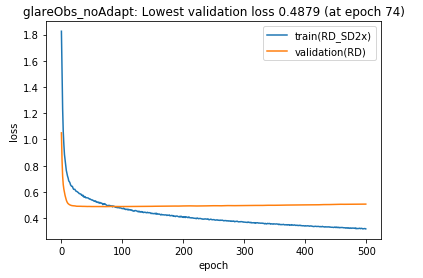 glareObs_noAdapt: Lowest validation loss 0.4879 (at epoch 74)
train(RD_SD2x)
validation(RD)
loss
1.8
1.6
1.4
1.2
1.0
0.8
0.6
0.4
0 100 200 300 400 500
epoch